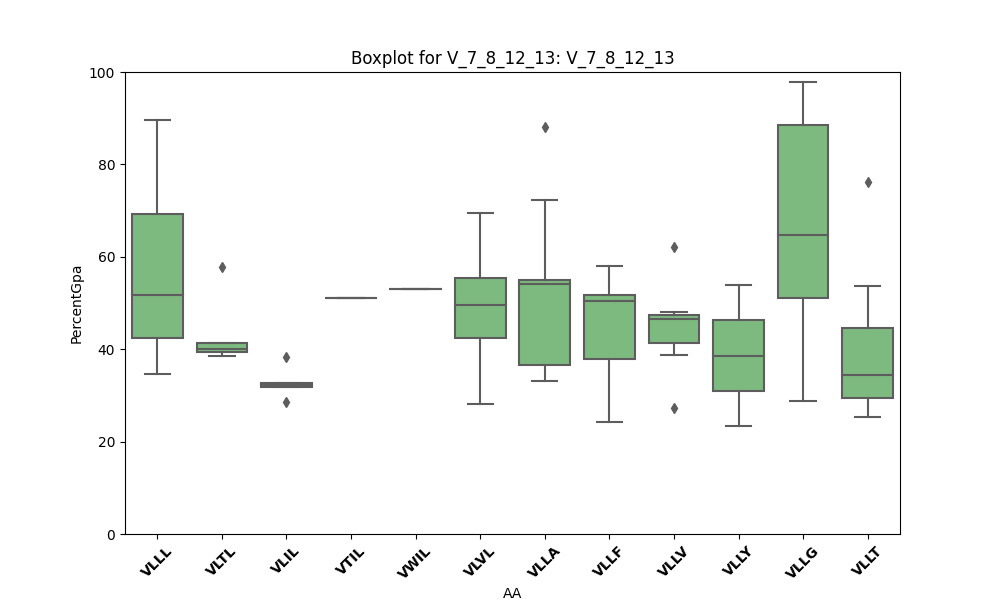 Boxplot for V_7_8_12_13: V_7_8_12_13
100
80
60
40
20
0
PercentGpa
VLLL VLTL VLIL VTIL VWIL VLVL VLLA VLLF VLLV VLLY VLLG VLLT
AA